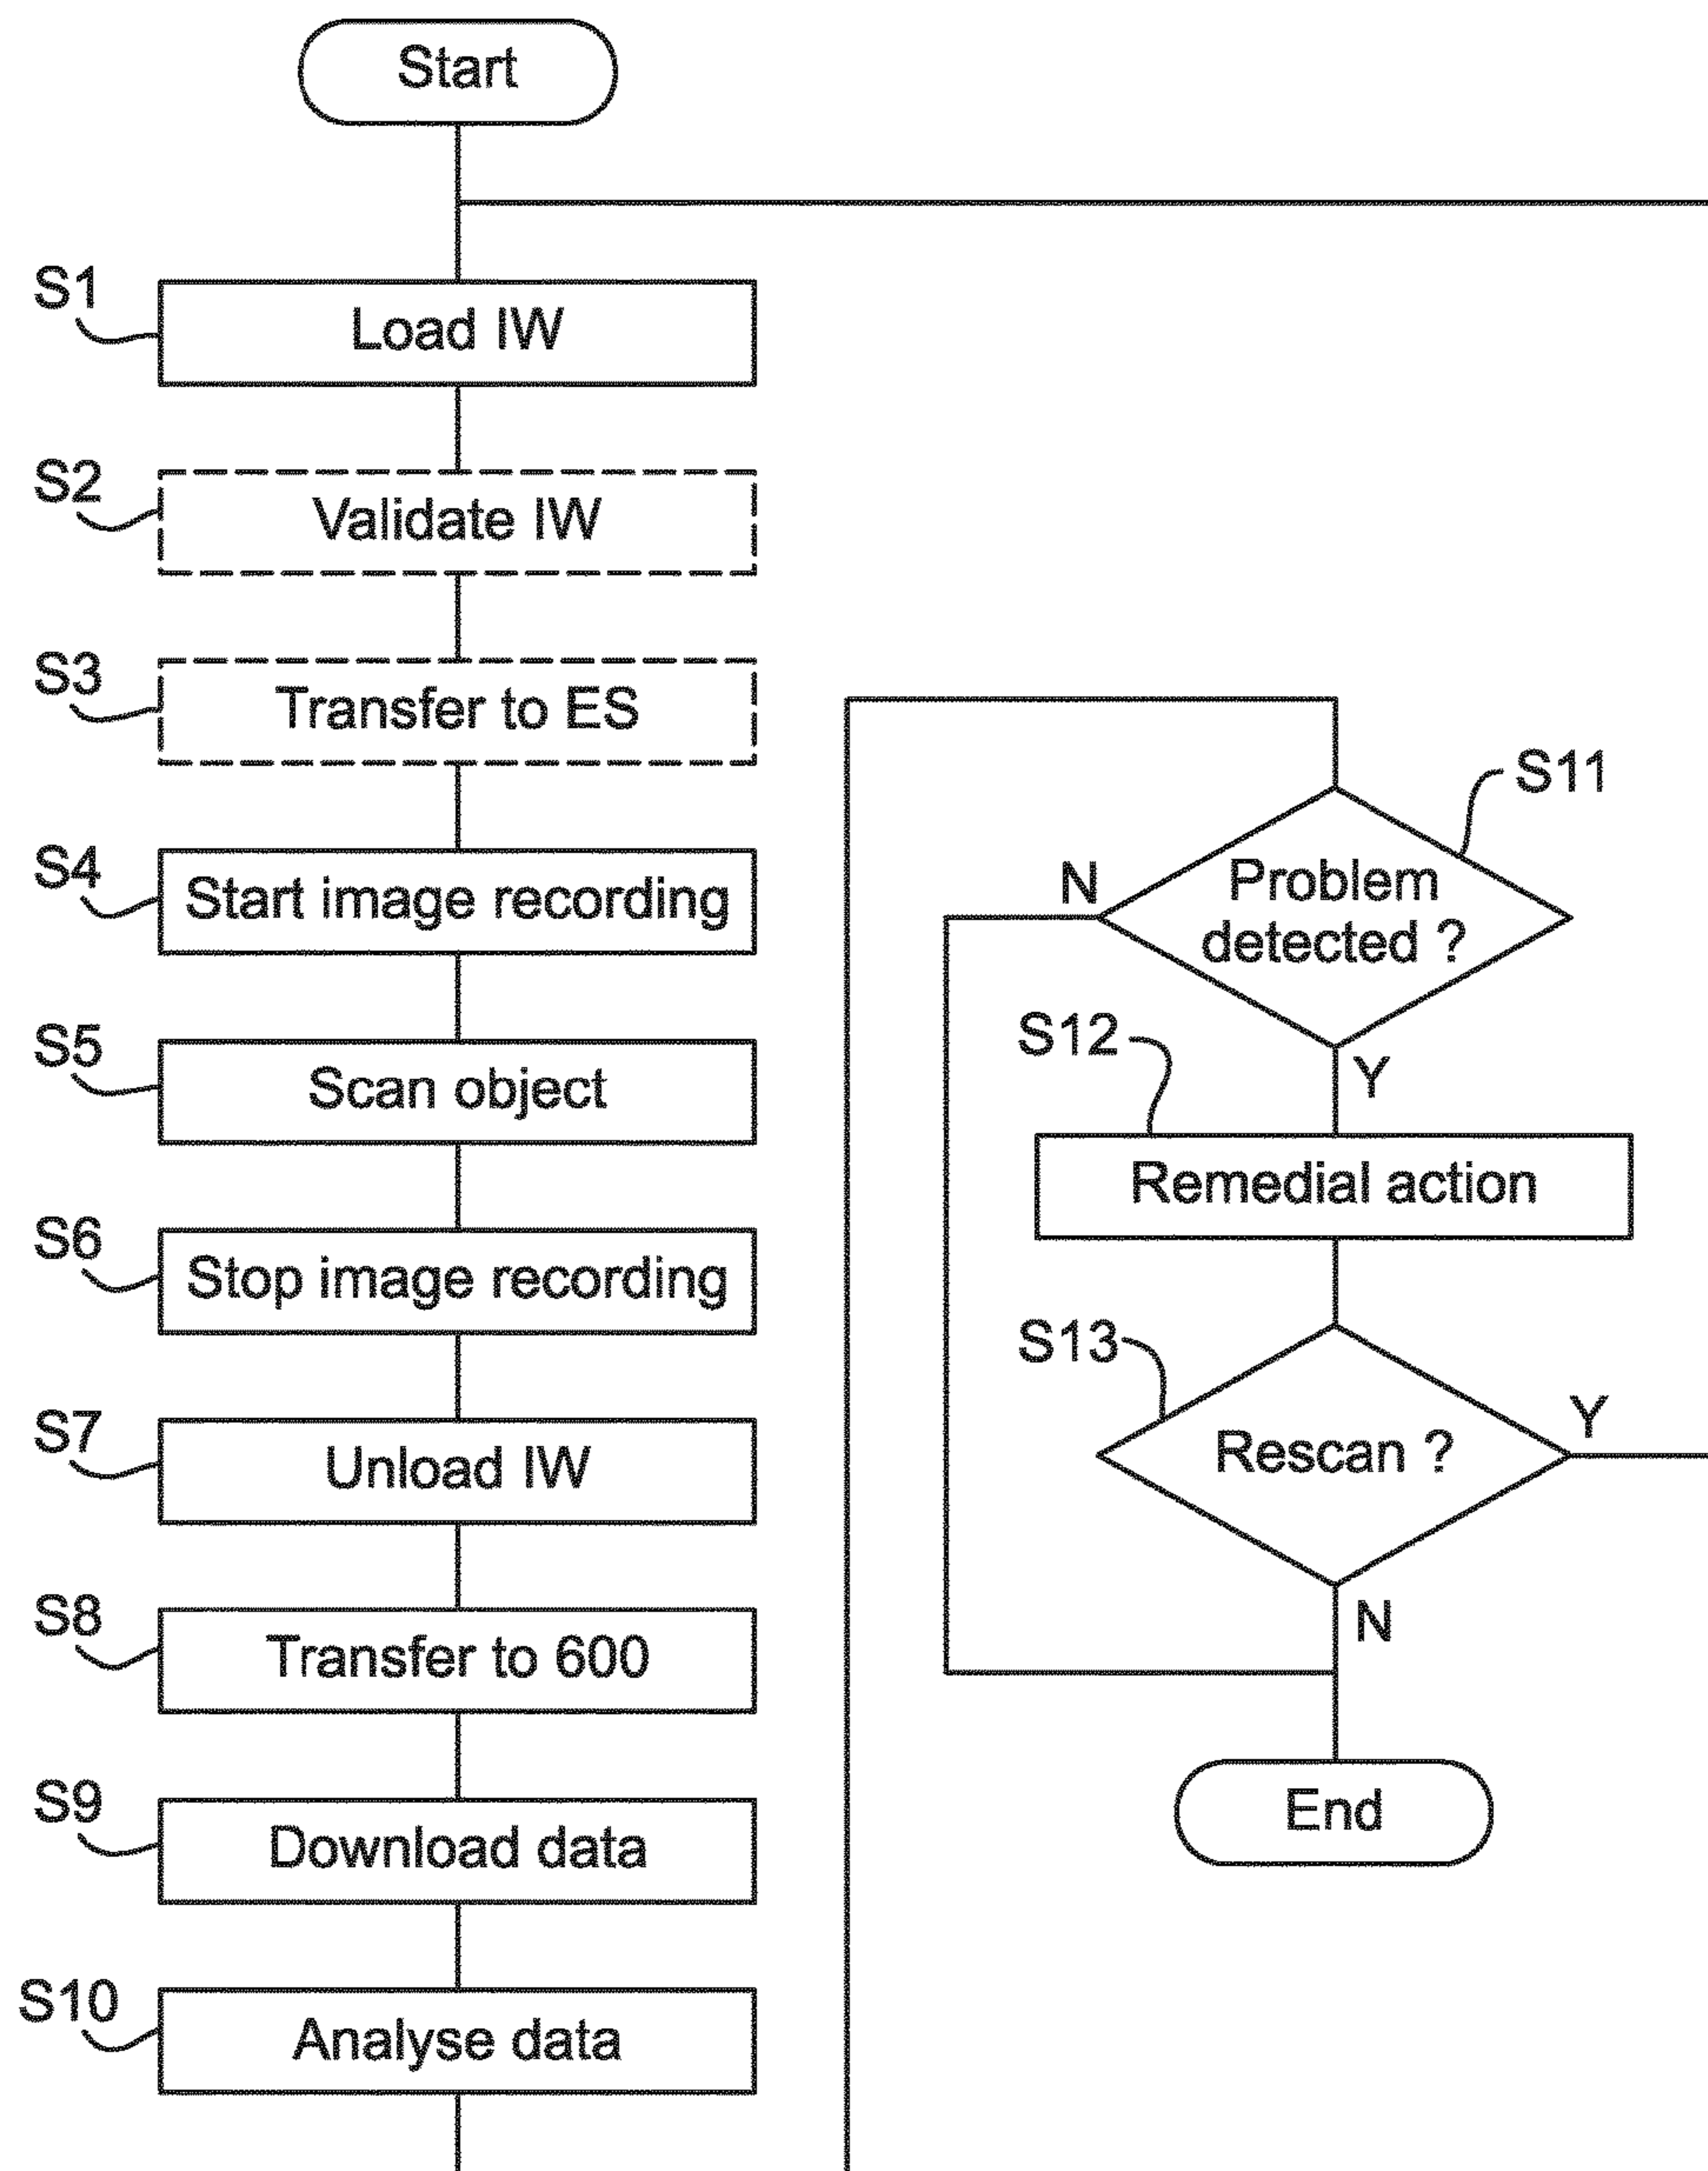 Start
S1
Load IW
S2
Validate IW
S3
Transfer to ES
S4
Start image recording
S5
Scan object
S6
Stop image recording
S7
Unload IW
S8
Transfer to 600
S9
Download data
S10
Analyse data
S11
Problem
detected ?
N
Y
S12
Remedial action
S13
Rescan ?
Y
N
End